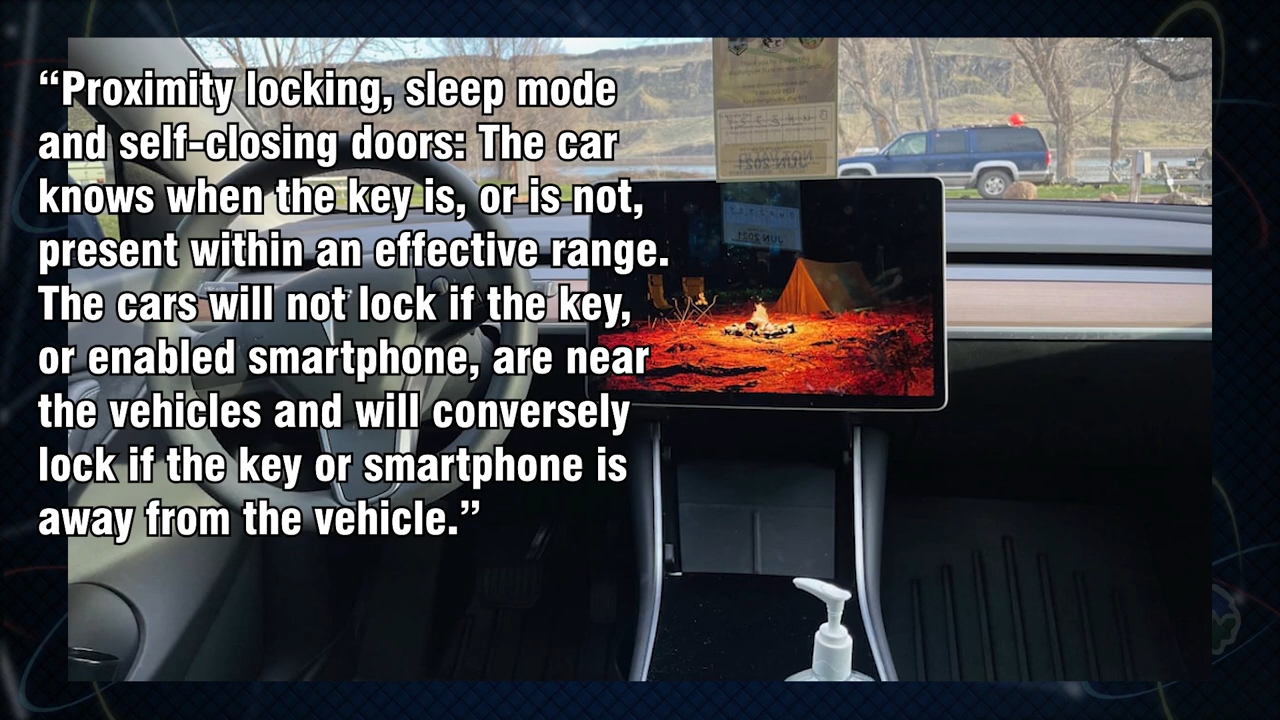 “Proximity locking, sleep mode
and self-closing doors: The car
knows when the key is, or is not,
present within an effective range.
The cars will not lock if the key,
or enabled smartphone, are near
the vehicles and will conversely
lock if the key or smartphone is
away from the vehicle.”
JUN 2021